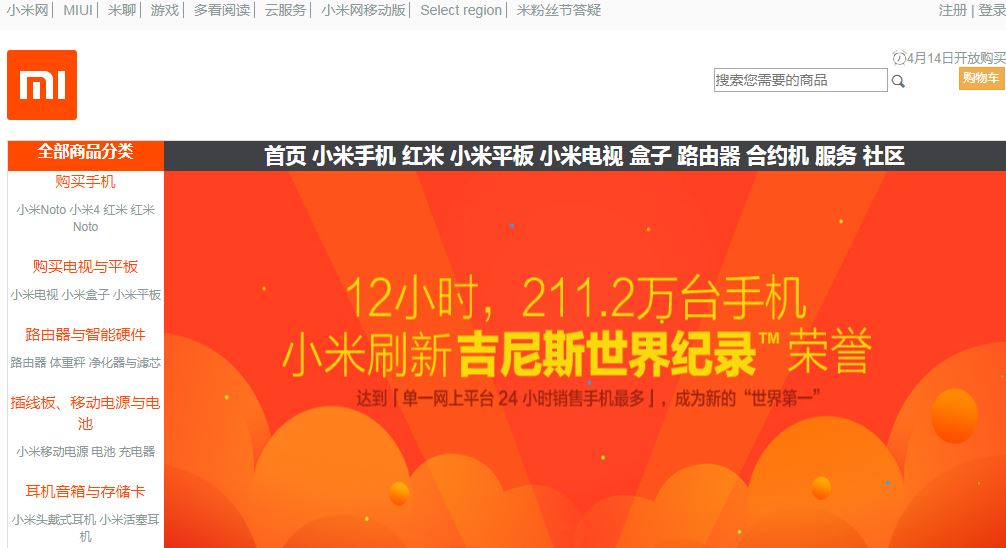 小米网| MIUI| 米聊| 游戏| 多看阅读| 云服务| 小米网移动版| Select region| 米粉丝节答疑
注册 | 登录
4月14日开放购买
搜索您需要的商品
购物车
mi
全部商品分类
首页 小米手机 红米 小米平板 小米电视 盒子 路由器 合约机 服务 社区
购买手机
小米Noto 小米4 红米 红米
Noto
购买电视与平板
小米电视 小米盒子 小米平板
路由器与智能硬件
路由器 体重秤 净化器与滤芯
插线板、移动电源与电
池
小米移动电源 电池 充电器
耳机音箱与存储卡
小米头戴式耳机 小米活塞耳
机
12小时，211.2万台手机
小米刷新吉尼斯世界纪录™荣誉
达到「单一网上平台 24 小时销售手机最多」，成为新的“世界第一”